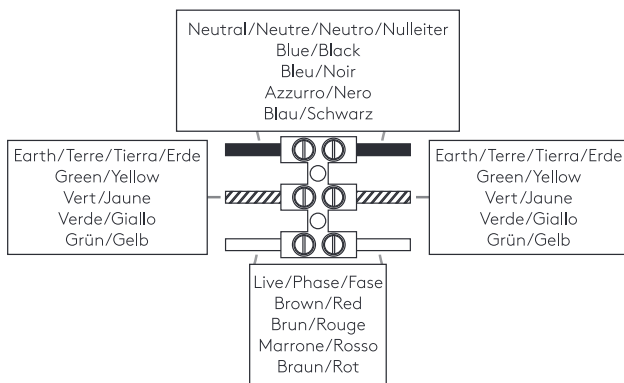 Neutral/Neutre/Neutro/Nulleiter
Blue/Black
Bleu/Noir
Azzurro/Nero
Blau/Schwarz
Earth/Terre/Tierra/Erde
Green/Yellow
Vert/Jaune
Verde/Giallo
Grün/Gelb
Earth/Terre/Tierra/Erde
Green/Yellow
Vert/Jaune
Verde/Giallo
Grün/Gelb
Live/Phase/Fase
Brown/Red
Brun/Rouge
Marrone/Rosso
Braun/Rot